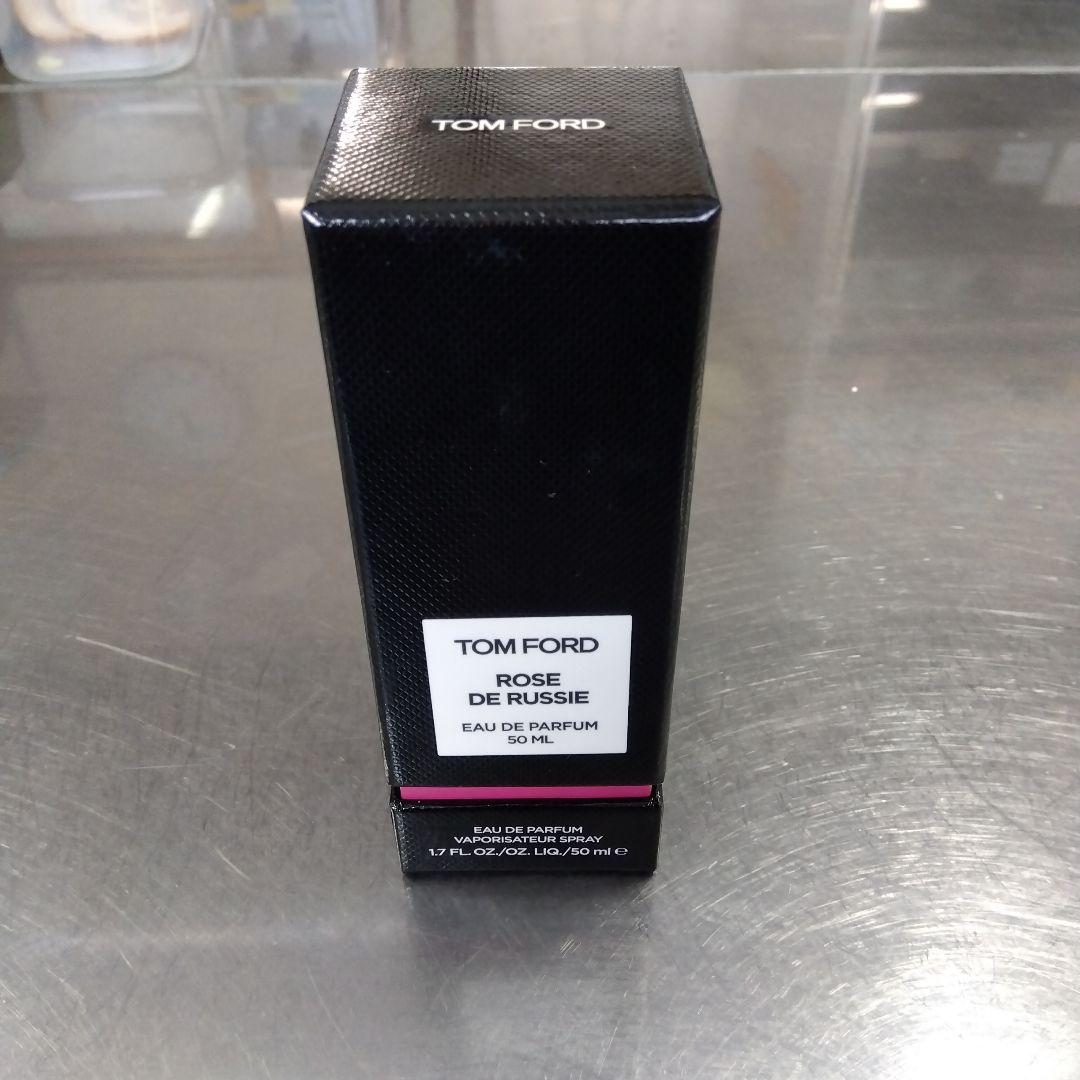 TOM FORD
TOM FORD
ROSE
DE RUSSIE
EAU DE PARFUM
50 ML
EAU DE PARFUM
VAPORISATEUR SPRAY
1.7 FL. OZ./OZ. LIQ./50 ml ℮